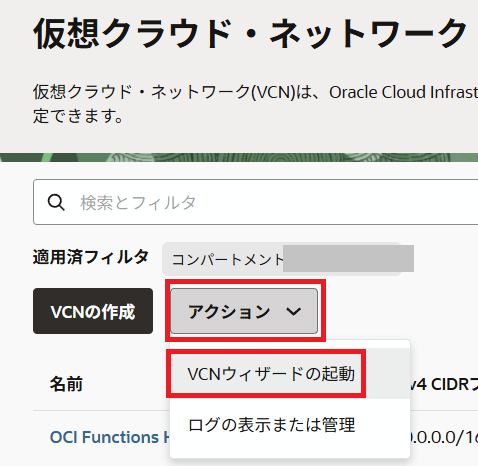 仮想クラウド・ネットワーク
仮想クラウド・ネットワーク(VCN)は、Oracle Cloud Infrast
定できます。
検索とフィルタ
適用済フィルタ
コンパートメント
VCNの作成
アクション
VCNウィザードの起動
名前
v4 CIDRブ
ログの表示または管理
OCI Functions H
0.0.0.0/16